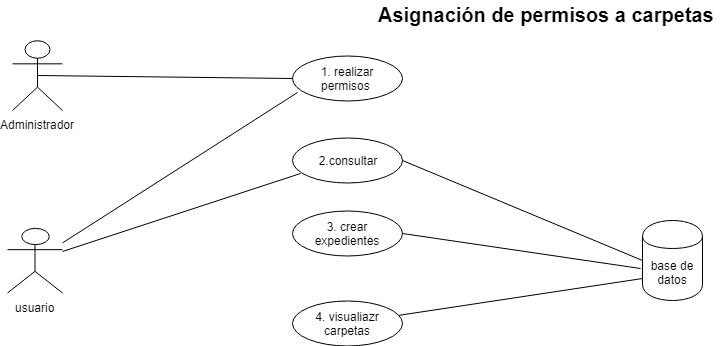 Asignación de permisos a carpetas
1. realizar
permisos
Administrador
2.consultar
3. crear
expedientes
base de
datos
usuario
4. visualiazr
carpetas